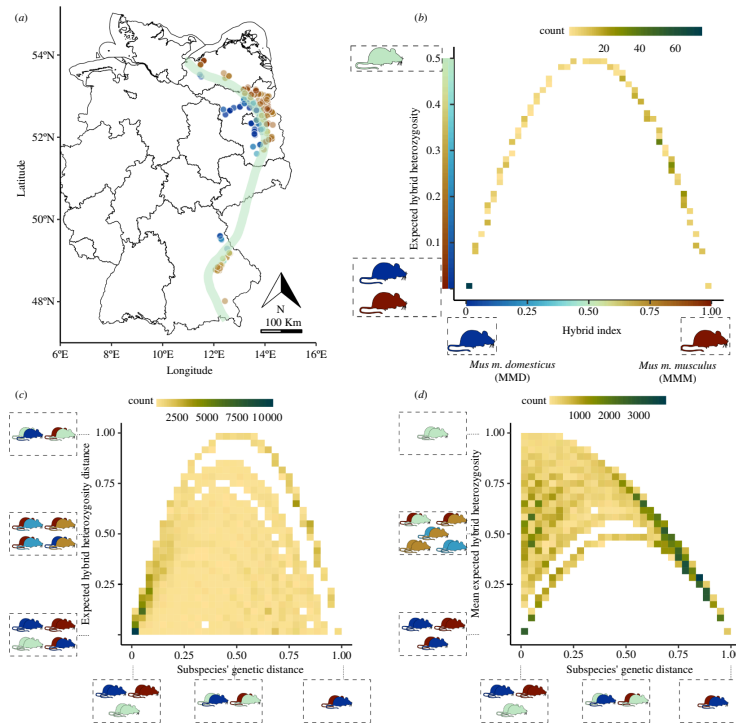 (a)
54°N
52°N
50°N
48°N
Latitude
N
100 Km
6°E 8°E 10°E 12°E 14°E 16°E
Longitude
(b)
count
20 40 60
Expected hybrid heterozygosity
0.5
0.4
0.3
0.2
0.1
0 0.25 0.50 0.75 1.00
Hybrid index
Mus m. domesticus
(MMD)
Mus m. musculus
(MMM)
(c)
count
2500 5000 7500 10 000
Expected hybrid heterozygosity distance
1.00
0.75
0.50
0.25
0 0.25 0.50 0.75 1.00
Subspecies' genetic distance
(d)
count
1000 2000 3000
Mean expected hybrid heterozygosity
1.00
0.75
0.50
0.25
0 0.25 0.50 0.75 1.00
Subspecies' genetic distance